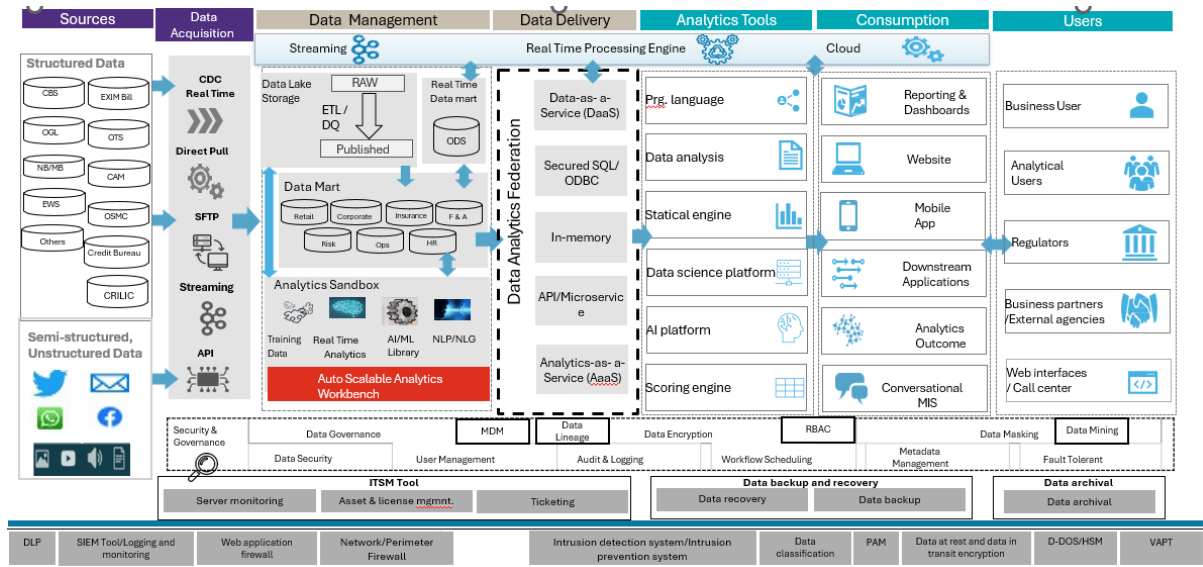 Sources
Data
Acquisition
Data Management
Data Delivery
Analytics Tools
Consumption
Users
Streaming
Real Time Processing Engine
Cloud
Structured Data
CBS
EXIM Bill
OGL
OTS
NB/MB
CAM
EWS
OSMC
Others
Credit Bureau
CRILIC
Semi-structured,
Unstructured Data
CDC
Real Time
Direct Pull
SFTP
Streaming
API
Data Lake
Storage
RAW
ETL /
DQ
Published
Real Time
Data mart
ODS
Data Mart
Retail
Corporate
Insurance
F & A
Risk
Ops
HR
Analytics Sandbox
Training
Data
Real Time
Analytics
AI/ML
Library
NLP/NLG
Auto Scalable Analytics
Workbench
Data Analytics Federation
Data-as- a-
Service (DaaS)
Secured SQL/
ODBC
In-memory
API/Microservic
e
Analytics-as- a-
Service (AaaS)
Prg. language
Data analysis
Statical engine
Data science platform
AI platform
Scoring engine
Reporting &
Dashboards
Website
Mobile
App
Downstream
Applications
Analytics
Outcome
Conversational
MIS
Business User
Analytical
Users
Regulators
Business partners
/External agencies
Web interfaces
/ Call center
Security &
Governance
Data Governance
MDM
Data
Lineage
Data Encryption
RBAC
Data Masking
Data Mining
Data Security
User Management
Audit & Logging
Workflow Scheduling
Metadata
Management
Fault Tolerant
ITSM Tool
Server monitoring
Asset & license mgmnt.
Ticketing
Data backup and recovery
Data recovery
Data backup
Data archival
Data archival
DLP
SIEM Tool/Logging and
monitoring
Web application
firewall
Network/Perimeter
Firewall
Intrusion detection system/Intrusion
prevention system
Data
classification
PAM
Data at rest and data in
transit encryption
D-DOS/HSM
VAPT